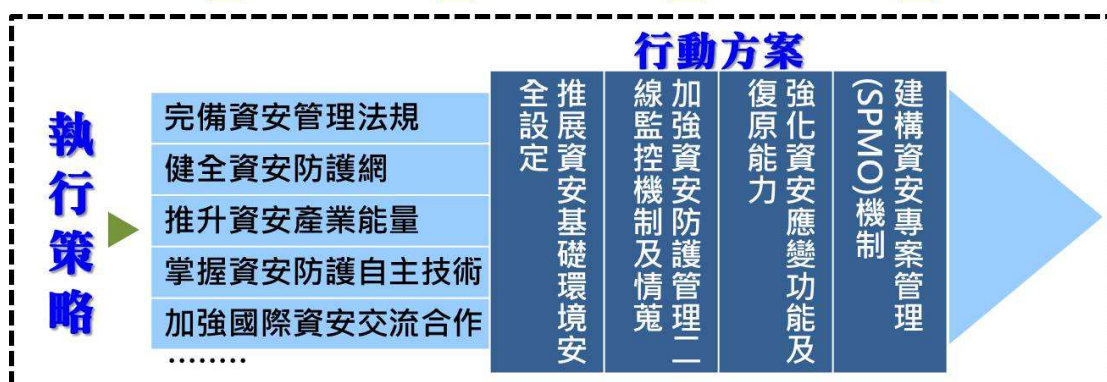 行動方案
執行策略
完備資安管理法規
健全資安防護網
推升資安產業能量
掌握資安防護自主技術
加強國際資安交流合作
........
推展資安基礎環境安
全設定
加強資安防護管理二
線監控機制及情蒐
強化資安應變功能及
復原能力
建構資安專案管理
(SPMO)機制